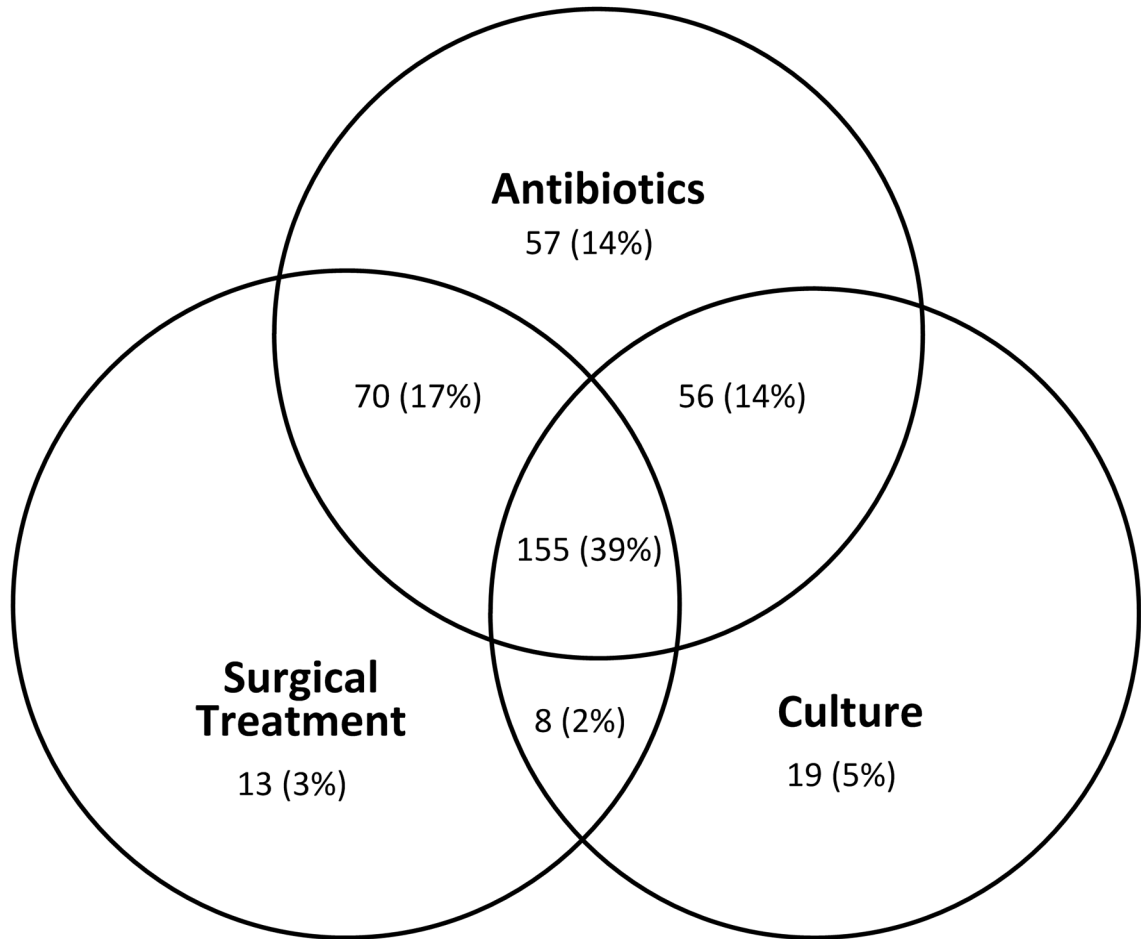 Antibiotics
57 (14%)
70 (17%)
56 (14%)
155 (39%)
Surgical
Treatment
13 (3%)
8 (2%)
Culture
19 (5%)